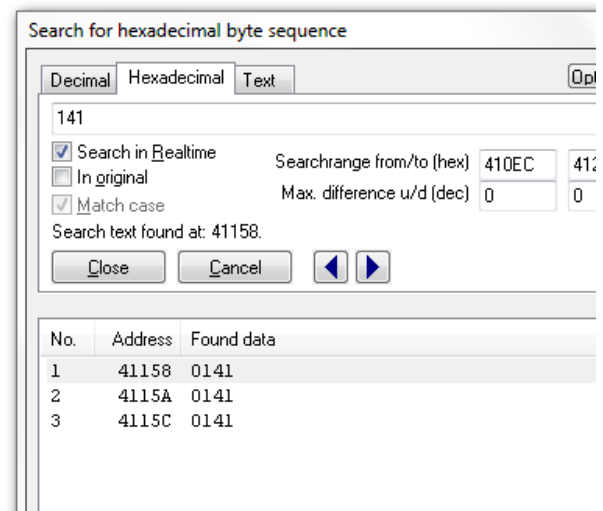 Search for hexadecimal byte sequence
Decimal Hexadecimal Text
141
Search in Realtime
Searchrange from/to (hex) 410EC
In original
Max. difference u/d (dec) 0 0
Match case
Search text found at: 41158.
Close Cancel
No. Address Found data
1 41158 0141
2 4115A 0141
3 4115C 0141